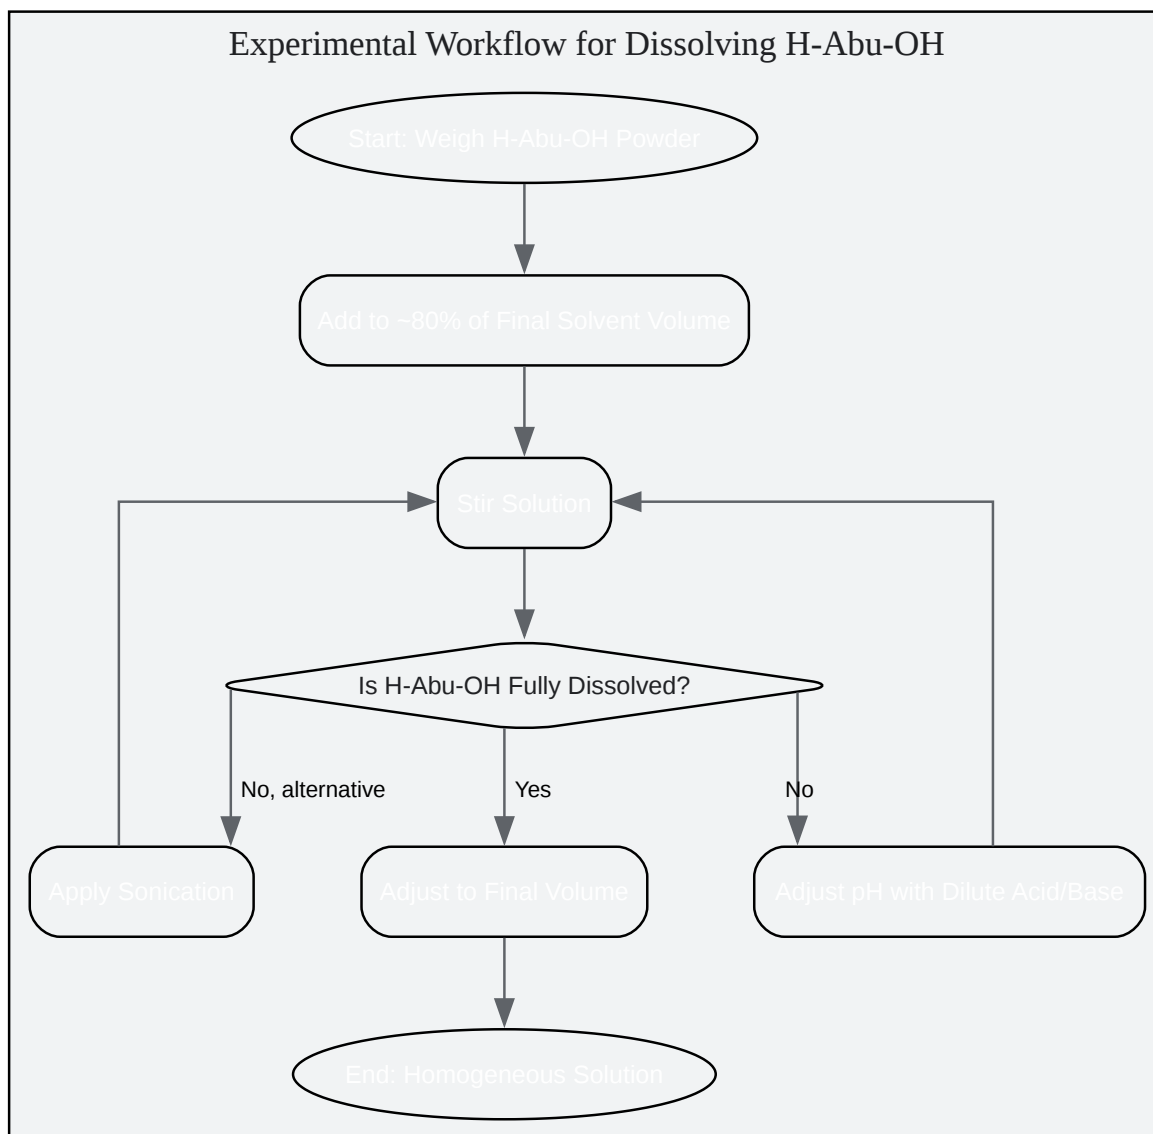 Experimental Workflow for Dissolving H-Abu-OH
Start: Weigh H-Abu-OH Powder
Add to ~80% of Final Solvent Volume
Stir Solution
Is H-Abu-OH Fully Dissolved?
No, alternative
Yes
No
Apply Sonication
Adjust to Final Volume
Adjust pH with Dilute Acid/Base
End: Homogeneous Solution